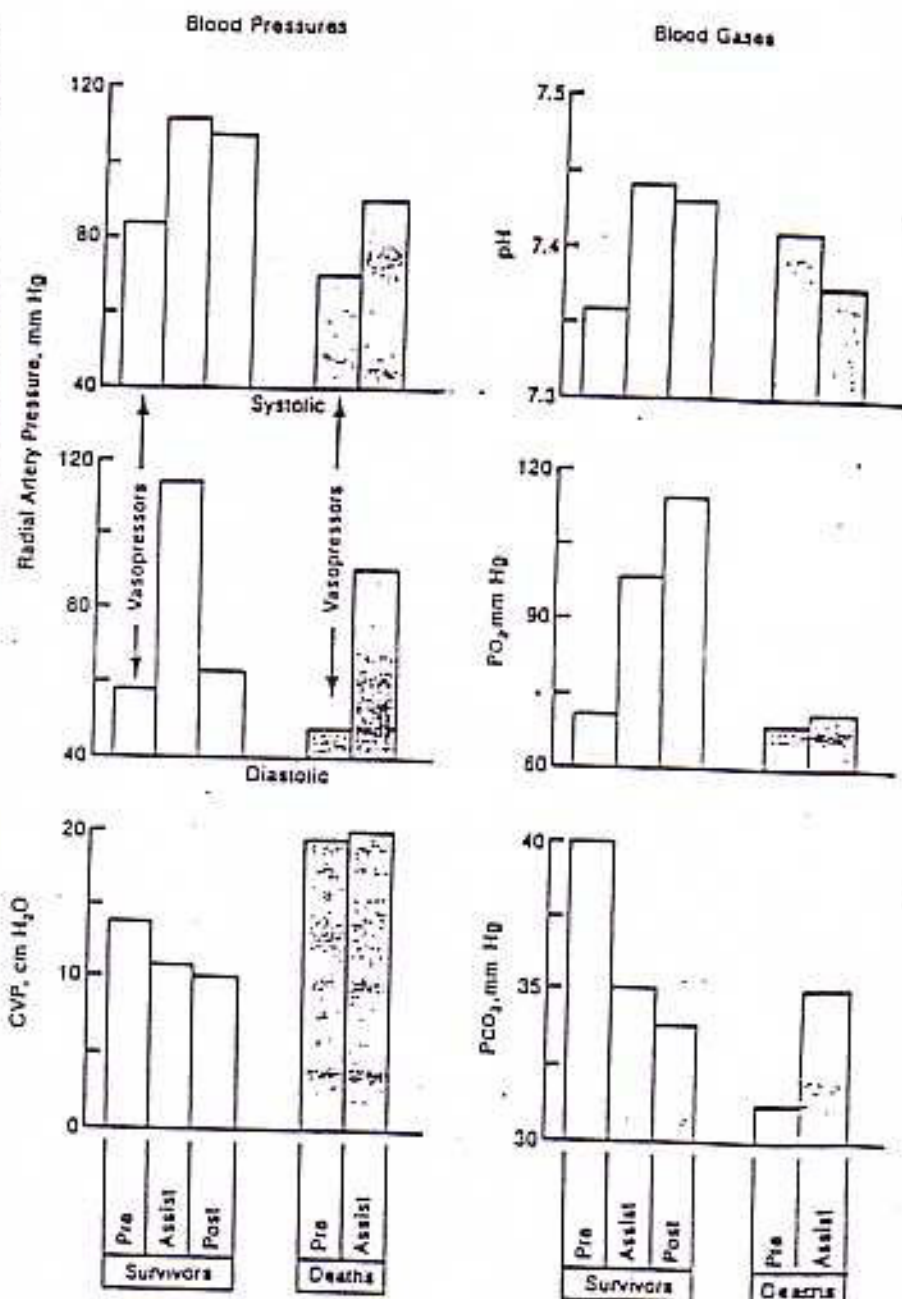 Blood Pressures
Blood Gases
Radial Artery Pressure, mm Hg
120
80
40
Systolic
Vasopressors
Vasopressors
120
80
40
Diastolic
CVP, cm H₂O
20
10
0
Pre
Assist
Post
Survivors
Pre
Assist
Deaths
pH
7.5
7.4
7.3
PO₂, mm Hg
120
90
60
PCO₂, mm Hg
40
35
30
Pre
Assist
Post
Survivors
Pre
Assist
Deaths